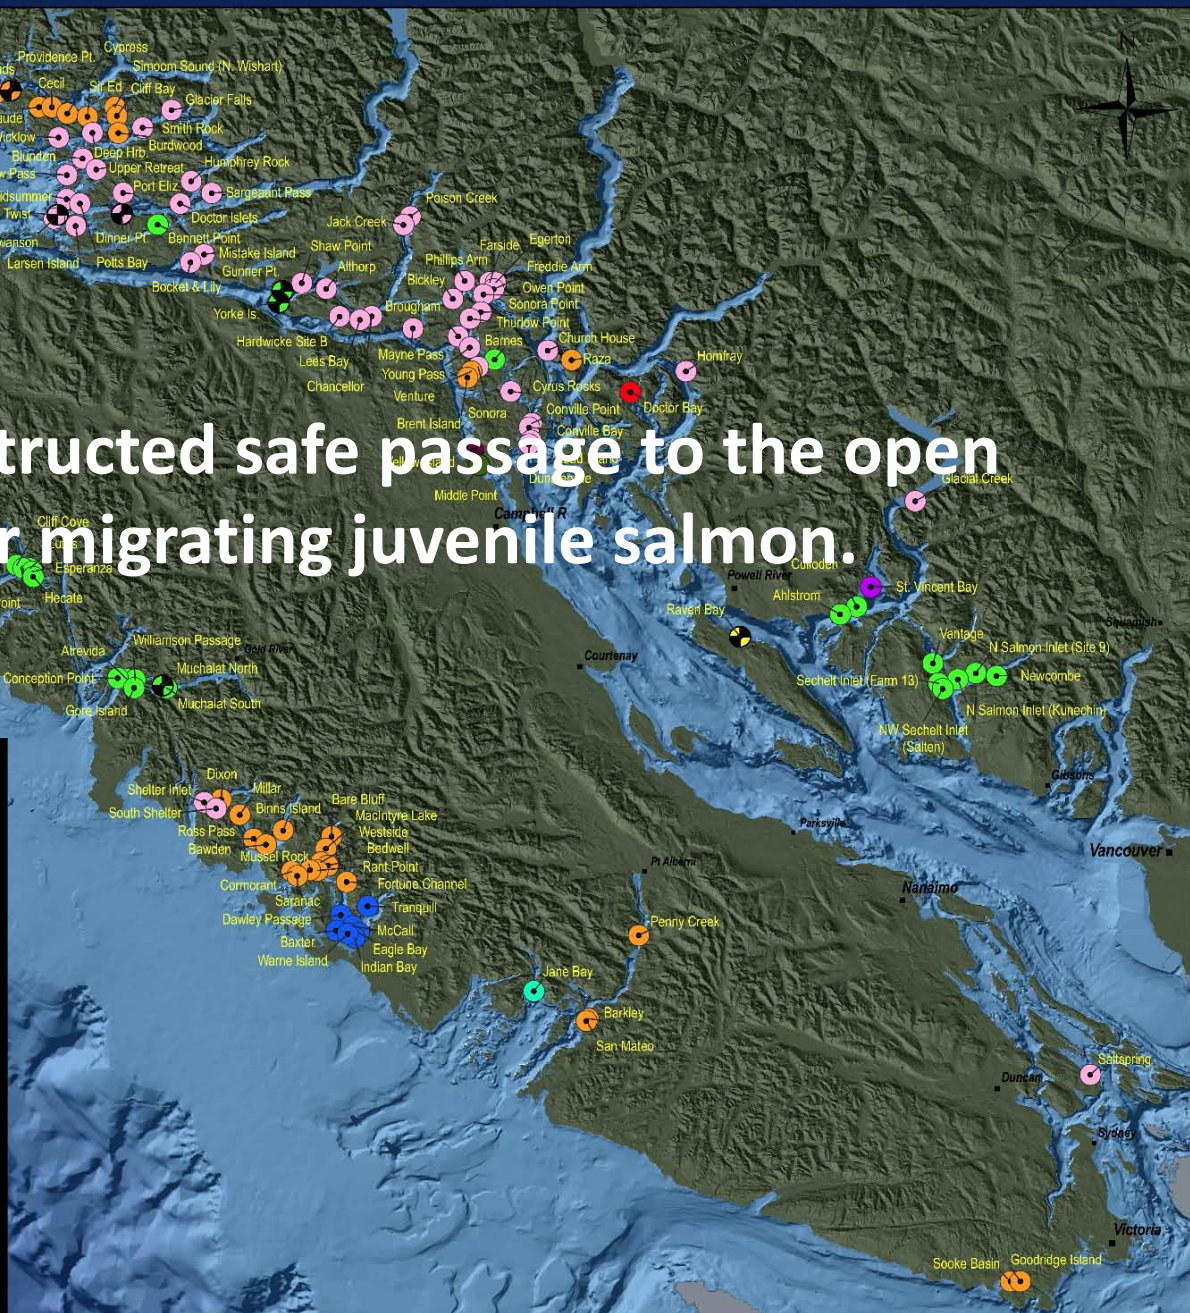 N
Cypress
Providence Pt.
Simoom Sound (N. Wishart)
Cecil
Sir Ed
Cliff Bay
Glacier Falls
Smith Rock
Burdwood
Deep Hrb.
Blunden
Upper Retreat
Humphrey Rock
Port Eliz.
Sargeaunt Pass
Twist
Doctor Islets
Dinner Pt.
Bennett Point
Larsen Island
Potts Bay
Mistake Island
Gunner Pt.
Bocket & Lily
Yorke Is.
Shaw Point
Althorp
Jack Creek
Poison Creek
Hardwicke Site B
Lees Bay
Chancellor
Phillips Arm
Farside
Egerton
Bickley
Freddie Arm
Owen Point
Brougham
Sonora Point
Thurlow Point
Mayne Pass
Barnes
Church House
Young Pass
Raza
Homfray
Venture
Cyrus Rocks
Sonora
Conville Point
Doctor Bay
Brent Island
Conville Bay
tructed safe passage to the open
Middle Point
Glacial Creek
Campbell R
r migrating juvenile salmon.
Cliff Cove
Esperanza
Hecate
Culloden
Powell River
St. Vincent Bay
Ahlstrom
Raven Bay
Squamish
Vantage
N Salmon Inlet (Site 9)
Sechelt Inlet (Farm 13)
Newcombe
N Salmon Inlet (Kunechin)
NW Sechelt Inlet
(Salten)
Courtenay
Williamson Passage
Atrevida
Gold River
Conception Point
Muchalat North
Muchalat South
Gore Island
Gibsons
Dixon
Shelter Inlet
Millar
South Shelter
Binns Island
Bare Bluff
MacIntyre Lake
Ross Pass
Westside
Bawden
Bedwell
Mussel Rock
Rant Point
Cormorant
Fortune Channel
Saranac
Tranquill
Dawley Passage
McCall
Baxter
Eagle Bay
Warne Island
Indian Bay
Parksville
Vancouver
Pt Alberni
Nanaimo
Penny Creek
Jane Bay
Barkley
San Mateo
Saltspring
Duncan
Sydney
Victoria
Sooke Basin
Goodridge Island